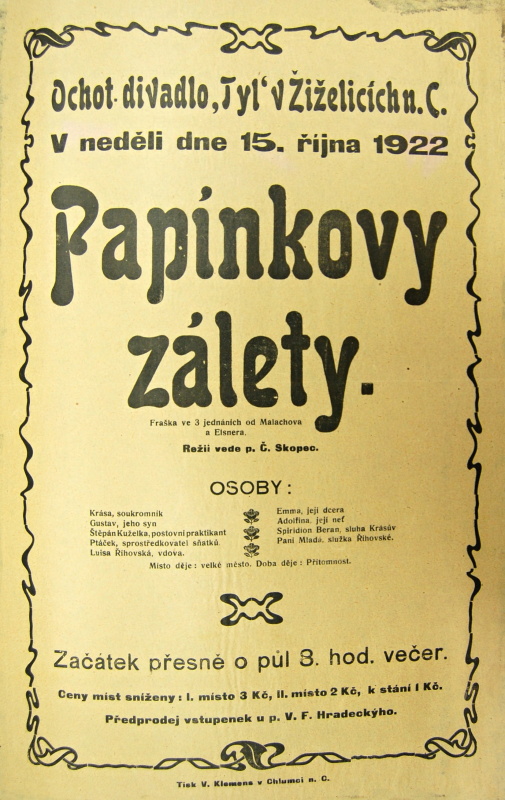 Ochot. divadlo „Tyl‘ v Žiželicích n. C.
V neděli dne 15. října 1922
Papínkovy
zálety.
Fraška ve 3 jednáních od Malachova
a Elsnera.
Režii vede p. Č. Skopec.
OSOBY:
Krása, soukromník
Gustav, jeho syn
Štěpán Kuželka, postovní praktikant
Ptáček, sprostředkovatel sňatků.
Luisa Říhovská, vdova.
Emma, její dcera
Adolfina, její neť
Spiridion Beran, sluha Krásův
Paní Mladá, služka Říhovské.
Místo děje: velké město. Doba děje: Přítomnost.
Začátek přesně o půl 8. hod. večer.
Ceny míst sníženy: I. místo 3 Kč, II. místo 2 Kč, k stání 1 Kč.
Předprodej vstupenek u p. V. F. Hradeckýho.
Tisk V. Klemens v Chlumci n. C.